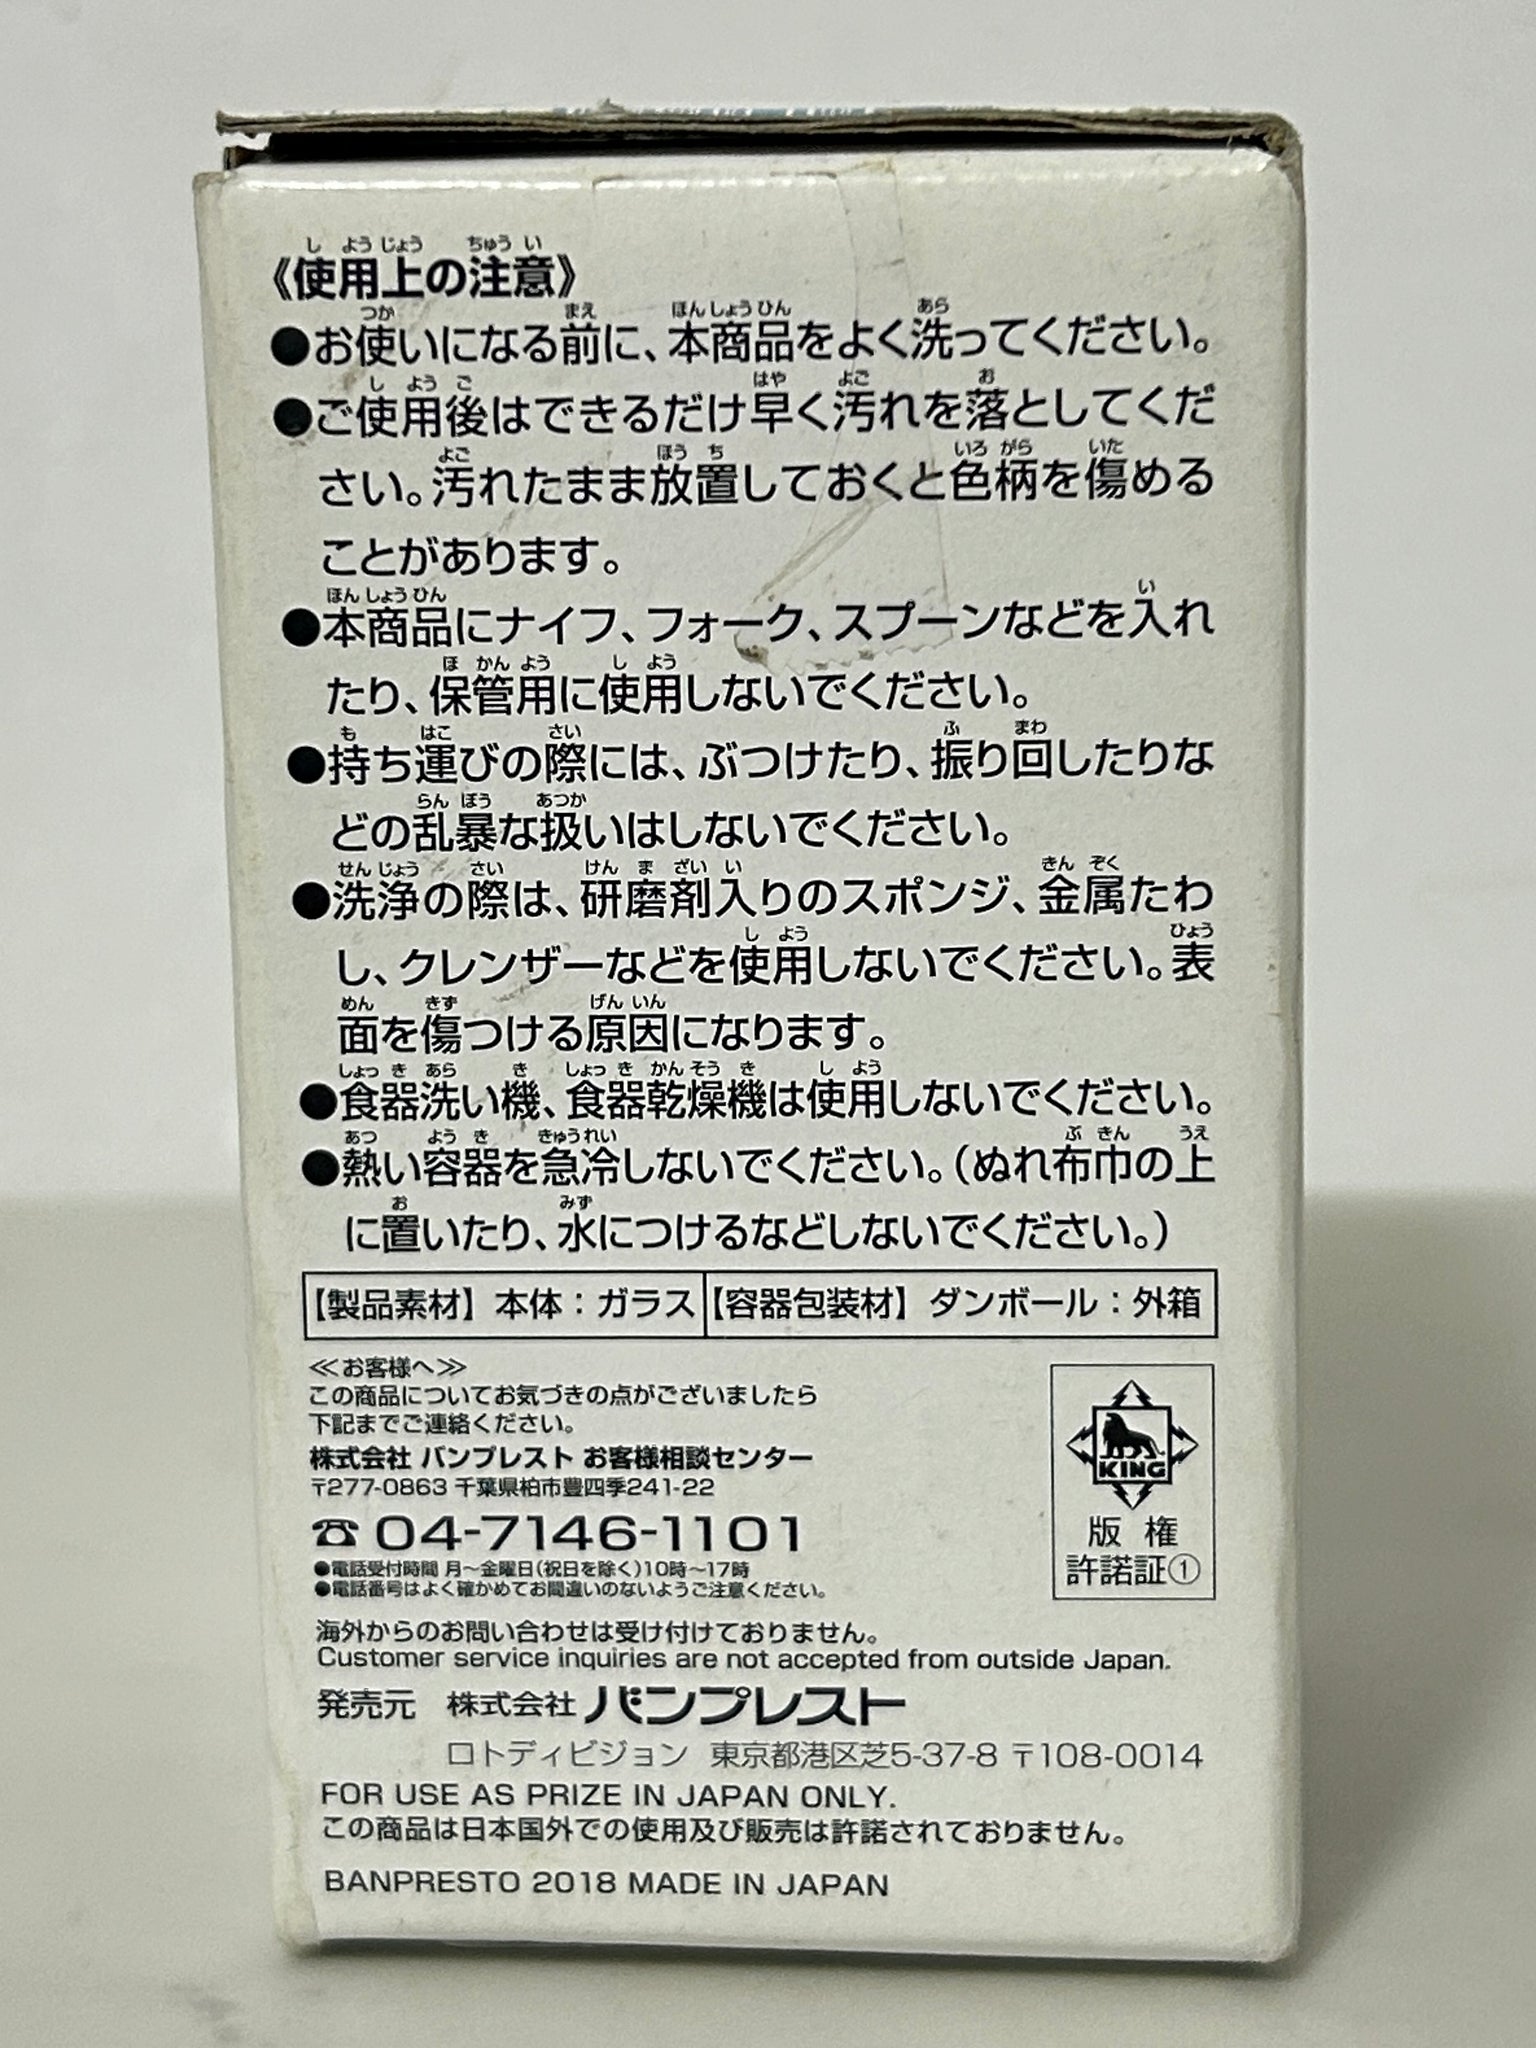 《使用上の注意》
●お使いになる前に、本商品をよく洗ってください。
●ご使用後はできるだけ早く汚れを落としてくだ
さい。汚れたまま放置しておくと色柄を傷める
ことがあります。
●本商品にナイフ、フォーク、スプーンなどを入れ
たり、保管用に使用しないでください。
●持ち運びの際には、ぶつけたり、振り回したりな
どの乱暴な扱いはしないでください。
●洗浄の際は、研磨剤入りのスポンジ、金属たわ
し、クレンザーなどを使用しないでください。表
面を傷つける原因になります。
●食器洗い機、食器乾燥機は使用しないでください。
●熱い容器を急冷しないでください。(ぬれ布巾の上
に置いたり、水につけるなどしないでください。)
【製品素材】本体：ガラス 【容器包装材】ダンボール：外箱
≪お客様へ≫
この商品についてお気づきの点がございましたら
下記までご連絡ください。
株式会社 バンプレスト お客様相談センター
〒277-0863 千葉県柏市豊四季241-22
☎04-7146-1101
●電話受付時間 月～金曜日(祝日を除く)10時～17時
●電話番号はよく確かめてお間違いのないようご注意ください。
KING
版権
許諾証①
海外からのお問い合わせは受け付けておりません。
Customer service inquiries are not accepted from outside Japan.
発売元 株式会社バンプレスト
ロトディビジョン 東京都港区芝5-37-8 〒108-0014
FOR USE AS PRIZE IN JAPAN ONLY.
この商品は日本国外での使用及び販売は許諾されておりません。
BANPRESTO 2018 MADE IN JAPAN